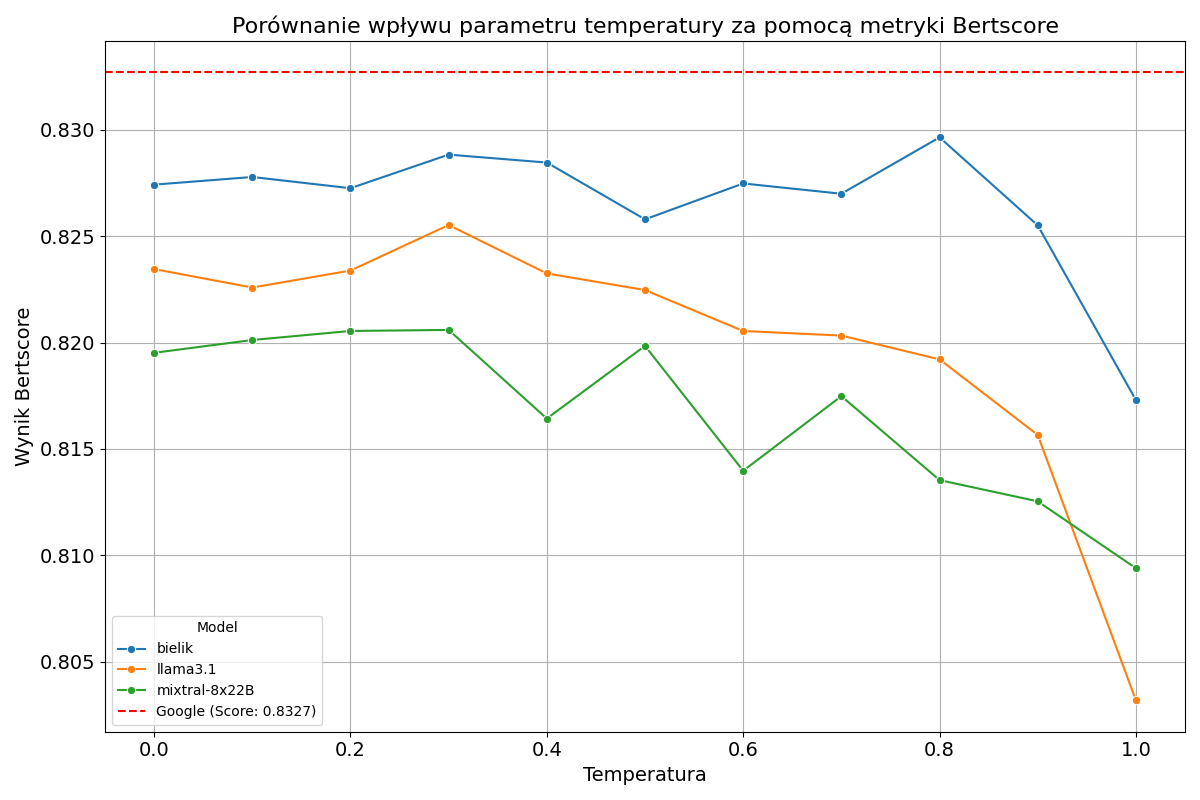 Porównanie wpływu parametru temperatury za pomocą metryki Bertscore
Wynik Bertscore
0.830
0.825
0.820
0.815
0.810
0.805
Model
bielik
llama3.1
mixtral-8x22B
Google (Score: 0.8327)
0.0 0.2 0.4 0.6 0.8 1.0
Temperatura